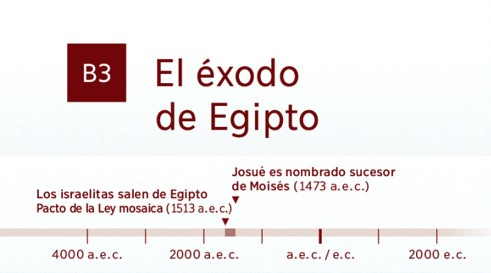 B3
El éxodo
de Egipto
Josué es nombrado sucesor
de Moisés (1473 a.e.c.)
Los israelitas salen de Egipto
Pacto de la Ley mosaica (1513 a.e.c.)
4000 a.e.c.
2000 a.e.c.
a.e.c. / e.c.
2000 e.c.